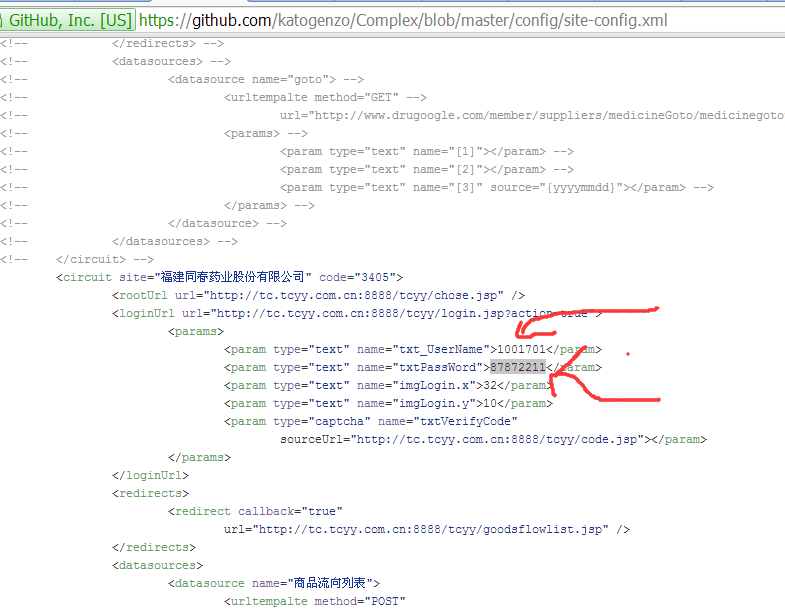 GitHub, Inc. [US] https://github.com/katogenzo/Complex/blob/master/config/site-config.xml
<!-- </redirects> -->
<!-- <datasources> -->
<!-- <datasource name="goto"> -->
<!-- <urltempalte method="GET" -->
url="http://www.drugoogle.com/member/suppliers/medicineGoto/medicinegoto
<!-- <params> -->
<!-- <param type="text" name="[1]"></param> -->
<!-- <param type="text" name="[2]"></param> -->
<!-- <param type="text" name="[3]" source="{yyyymmdd}"></param> -->
<!-- </params> -->
<!-- </datasource> -->
<!-- </datasources> -->
<!-- </circuit> -->
<circuit site="福建同春药业股份有限公司" code="3405">
<rootUrl url="http://tc.tcyy.com.cn:8888/tcyy/chose.jsp" />
<loginUrl url="http://tc.tcyy.com.cn:8888/tcyy/login.jsp?action=true">
<params>
<param type="text" name="txt_UserName">1001701</param>
<param type="text" name="txtPassWord">87872211</param>
<param type="text" name="imgLogin.x">32</param>
<param type="text" name="imgLogin.y">10</param>
<param type="captcha" name="txtVerifyCode"
sourceUrl="http://tc.tcyy.com.cn:8888/tcyy/code.jsp"></param>
</params>
</loginUrl>
<redirects>
<redirect callback="true"
url="http://tc.tcyy.com.cn:8888/tcyy/goodsflowlist.jsp" />
</redirects>
<datasources>
<datasource name="商品流向列表">
<urltempalte method="POST"